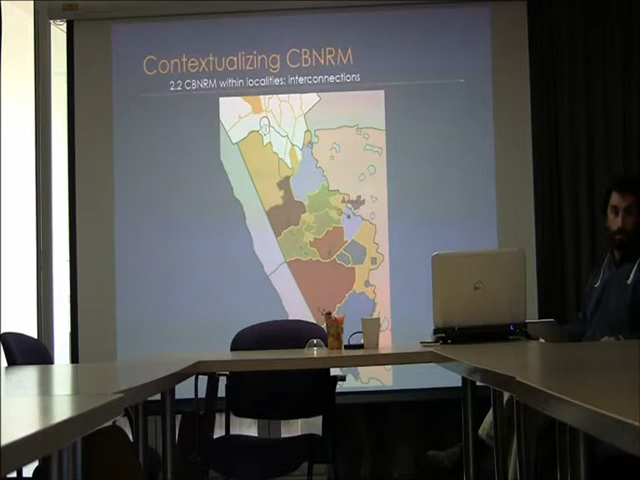 Contextualizing CBNRM
2.2 CBNRM within localities: interconnections